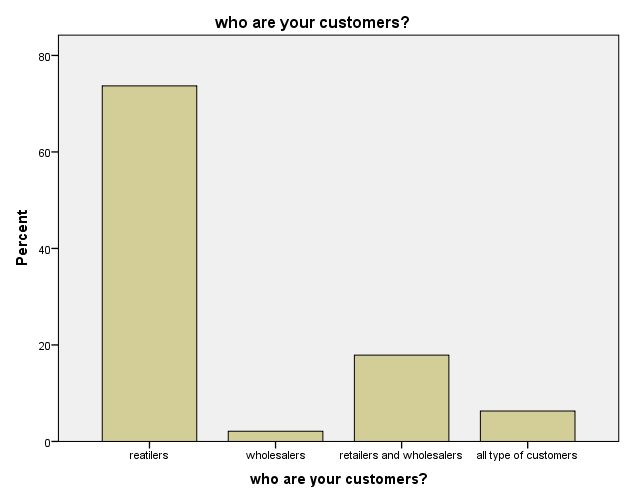 who are your customers?
80
60
40
20
0
Percent
reatilers
wholesalers
retailers and wholesalers
all type of customers
who are your customers?